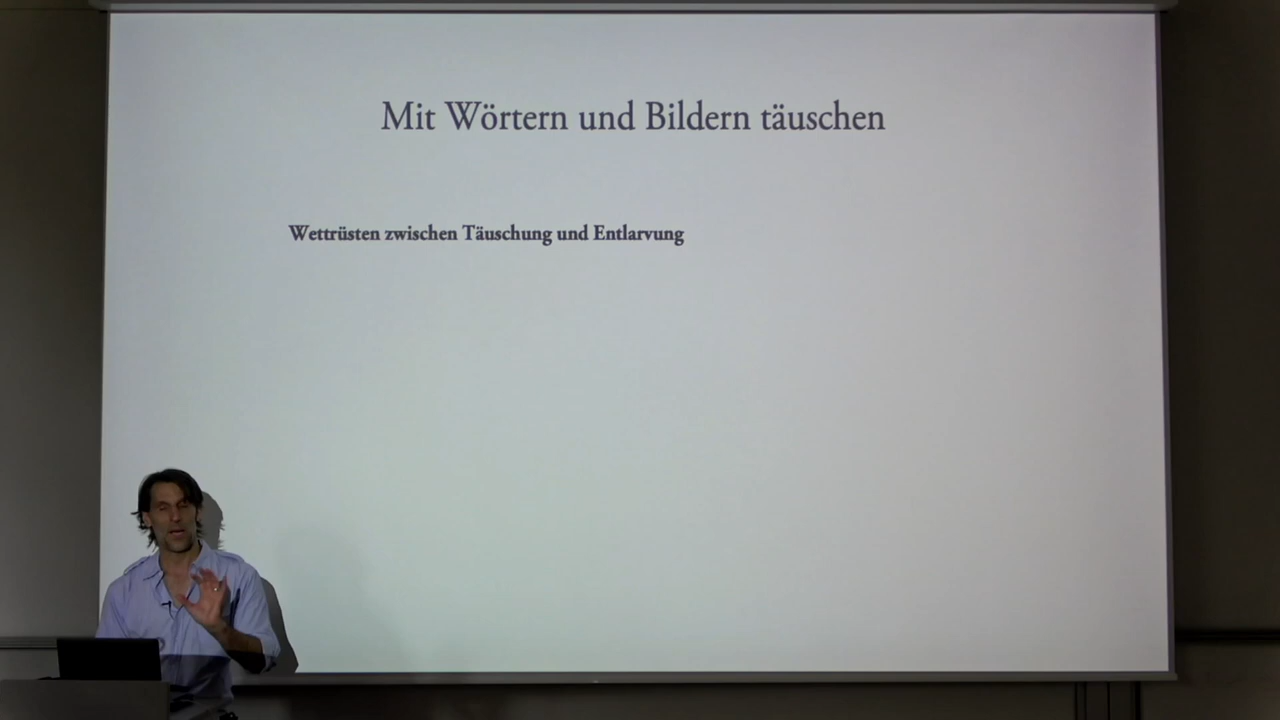 Mit Wörtern und Bildern täuschen
Wettrüsten zwischen Täuschung und Entlarvung